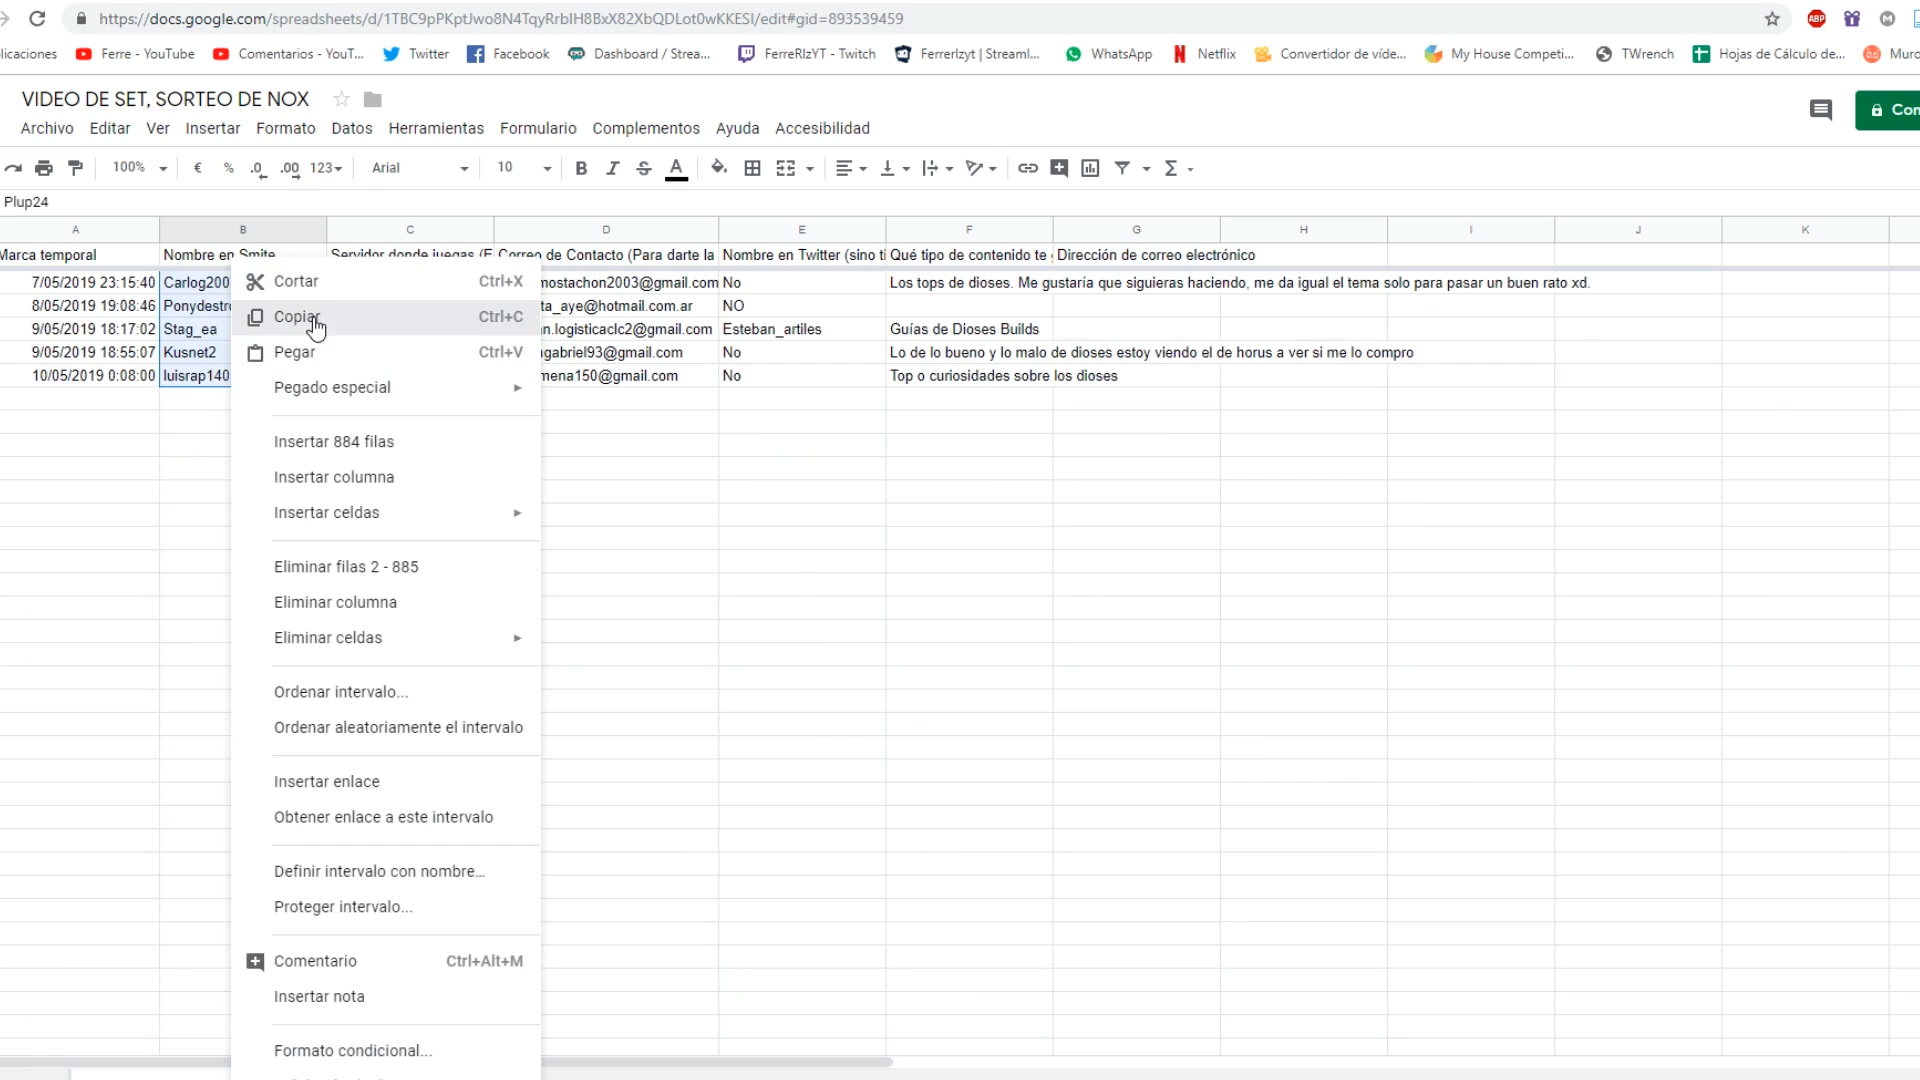 https://docs.google.com/spreadsheets/d/1TBC9pPKptJwo8N4TqyRrbIH8BxX82XbQDLot0wKKESI/edit#gid=893539459
ABP
licaciones Ferre - YouTube Comentarios - YouT... Twitter Facebook Dashboard / Strea... FerreRlzYT - Twitch Ferrerlzyt | Streaml... WhatsApp Netflix Convertidor de víde... My House Competi... TWrench Hojas de Cálculo de... Muro
VIDEO DE SET, SORTEO DE NOX
Con
Archivo Editar Ver Insertar Formato Datos Herramientas Formulario Complementos Ayuda Accesibilidad
100% € % .0 .00 123 Arial 10 B I S A
Plup24
A B C D E F G H I J K
Marca temporal Nombre en Smite Servidor donde juegas (E Correo de Contacto (Para darte la Nombre en Twitter (sino ti Qué tipo de contenido te g Dirección de correo electrónico
7/05/2019 23:15:40 Carlog200 mostachon2003@gmail.com No Los tops de dioses. Me gustaría que siguieras haciendo, me da igual el tema solo para pasar un buen rato xd.
8/05/2019 19:08:46 Ponydestro ta_aye@hotmail.com.ar NO
9/05/2019 18:17:02 Stag_ea n.logisticaclc2@gmail.com Esteban_artiles Guías de Dioses Builds
9/05/2019 18:55:07 Kusnet2 gabriel93@gmail.com No Lo de lo bueno y lo malo de dioses estoy viendo el de horus a ver si me lo compro
10/05/2019 0:08:00 luisrap140 mena150@gmail.com No Top o curiosidades sobre los dioses
Cortar Ctrl+X
Copiar Ctrl+C
Pegar Ctrl+V
Pegado especial
Insertar 884 filas
Insertar columna
Insertar celdas
Eliminar filas 2 - 885
Eliminar columna
Eliminar celdas
Ordenar intervalo...
Ordenar aleatoriamente el intervalo
Insertar enlace
Obtener enlace a este intervalo
Definir intervalo con nombre...
Proteger intervalo...
Comentario Ctrl+Alt+M
Insertar nota
Formato condicional...